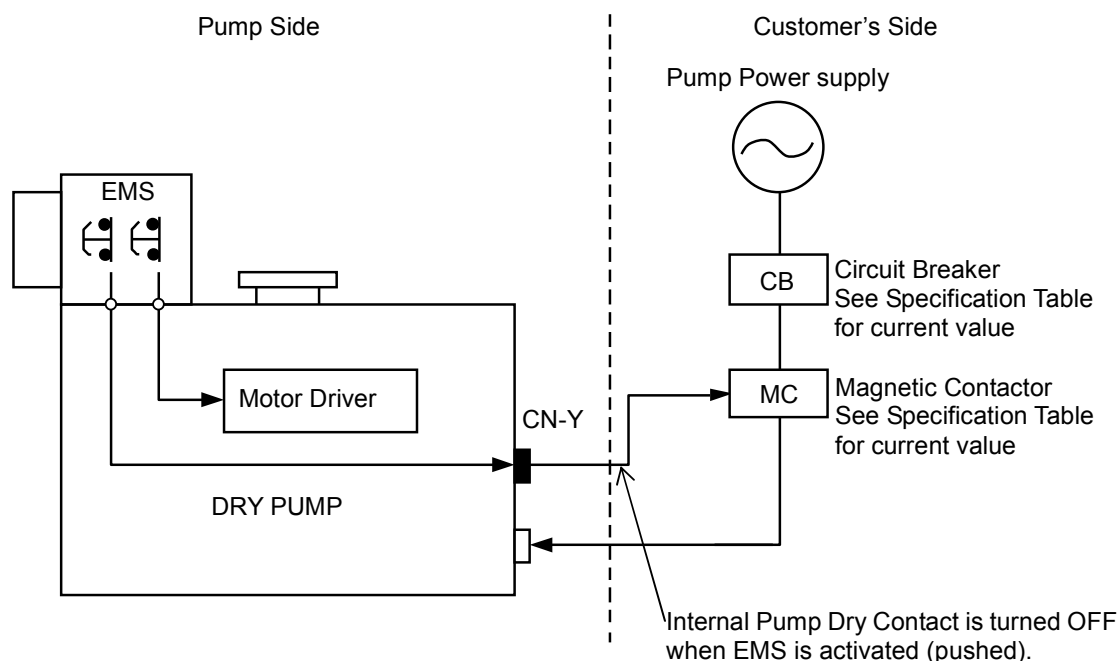 Pump Side
Customer's Side
Pump Power supply
EMS
CB
Circuit Breaker
See Specification Table
for current value
MC
Magnetic Contactor
See Specification Table
for current value
Motor Driver
CN-Y
DRY PUMP
Internal Pump Dry Contact is turned OFF
when EMS is activated (pushed).